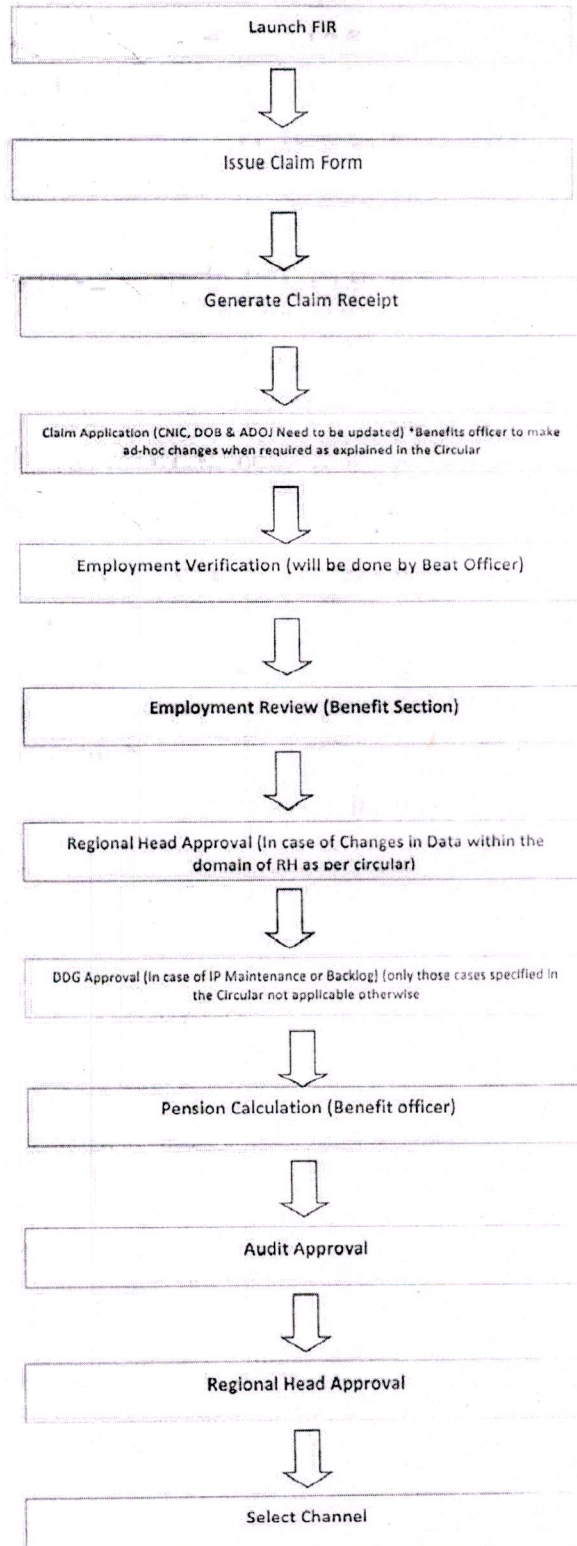 Launch FIR
Issue Claim Form
Generate Claim Receipt
Claim Application (CNIC, DOB & ADOJ Need to be updated) *Benefits officer to make
ad-hoc changes when required as explained in the Circular
Employment Verification (will be done by Beat Officer)
Employment Review (Benefit Section)
Regional Head Approval (In case of Changes in Data within the
domain of RH as per circular)
DDG Approval (In case of IP Maintenance or Backlog) (only those cases specified in
the Circular not applicable otherwise
Pension Calculation (Benefit officer)
Audit Approval
Regional Head Approval
Select Channel